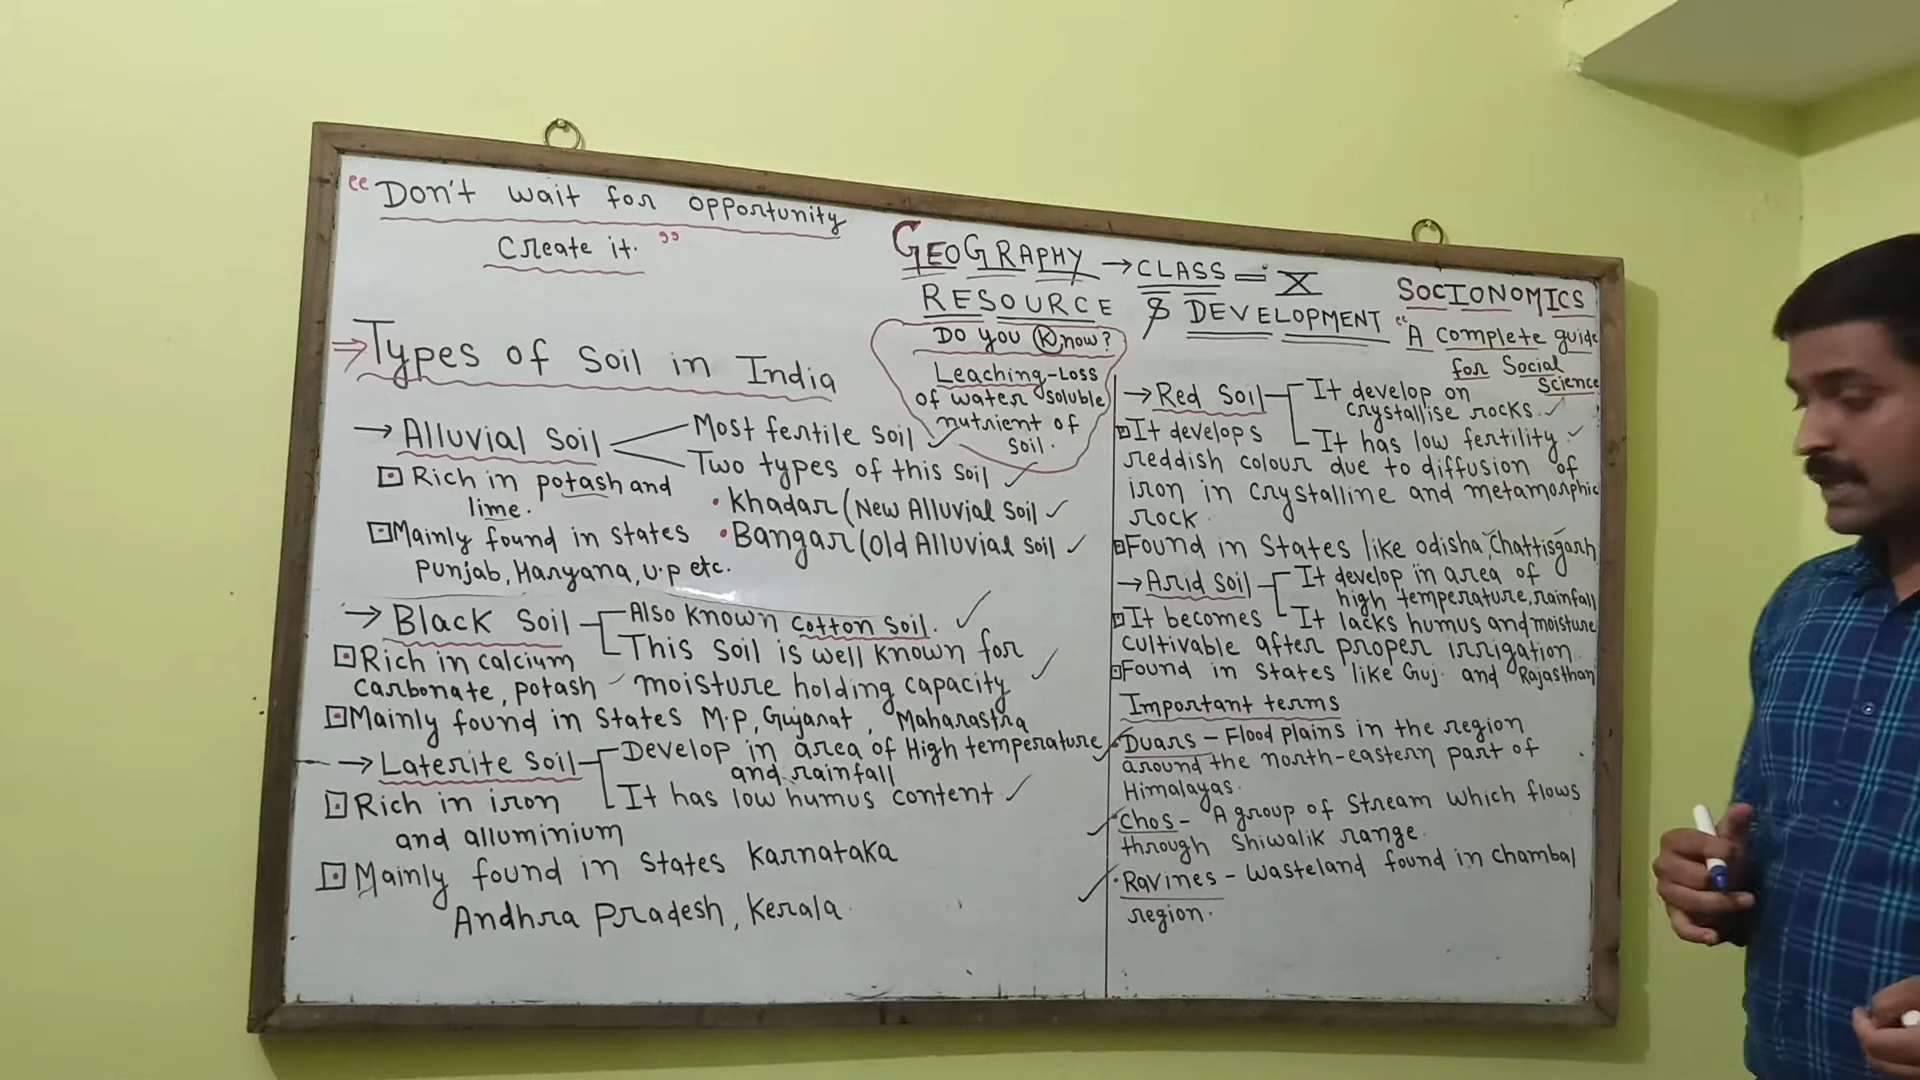 "Don't wait for opportunity
Create it."
GEOGRAPHY → CLASS = X
RESOURCE & DEVELOPMENT
SOCIONOMICS
"A complete guide
for Social
Science
⇒ Types of Soil in India
Do you Know?
Leaching-Loss
of water soluble
nutrient of
soil.
→ Alluvial Soil
Most fertile soil ✓
Two types of this soil ✓
• Khadar (New Alluvial Soil ✓
• Bangar (Old Alluvial Soil ✓
Rich in potash and
lime.
Mainly found in states
Punjab, Haryana, U.P etc.
→ Black Soil
Also known cotton soil. ✓
This Soil is well known for
moisture holding capacity ✓
Rich in calcium
carbonate, potash
Mainly found in states M.P, Gujarat, Maharastra
→ Laterite Soil
Develop in area of High temperature
and rainfall ✓
It has low humus content ✓
Rich in iron
and alluminium
Mainly found in states Karnataka
Andhra Pradesh, Kerala.
→ Red Soil
It develop on
crystallise rocks. ✓
It has low fertility ✓
It develops
reddish colour due to diffusion of
iron in crystalline and metamorphic
rock.
Found in States like odisha, Chattisgarh
→ Arid Soil
It develop in area of
high temperature, rainfall
It lacks humus and moisture
It becomes
cultivable after proper irrigation.
Found in States like Guj. and Rajasthan
Important terms
• Duars - Flood plains in the region
around the north-eastern part of
Himalayas.
• Chos - A group of Stream which flows
through Shiwalik range.
• Ravines - Wasteland found in Chambal
region.